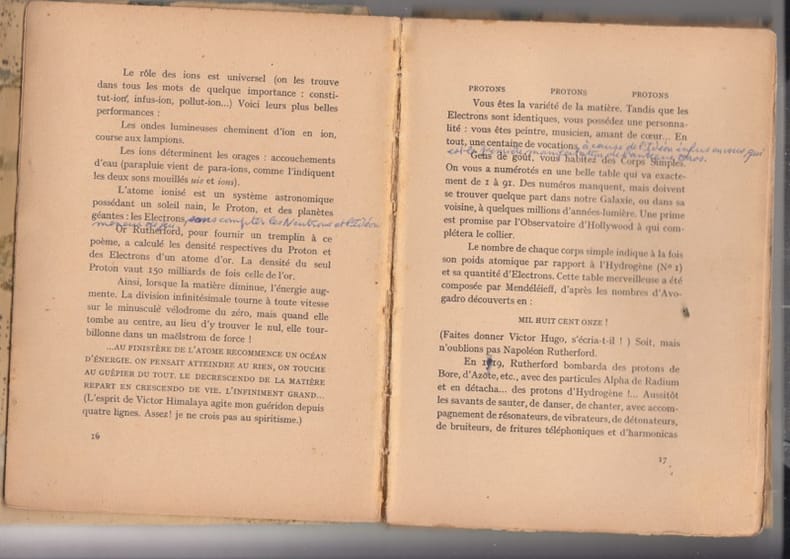 Le rôle des ions est universel (on les trouve
dans tous les mots de quelque importance : consti-
tut-ion, infus-ion, pollut-ion...) Voici leurs plus belles
performances :
Les ondes lumineuses cheminent d'ion en ion,
course aux lampions.
Les ions déterminent les orages : accouchements
d'eau (parapluie vient de para-ions, comme l'indiquent
les deux sons mouillés uie et ions).
L'atome ionisé est un système astronomique
possédant un soleil nain, le Proton, et des planètes
géantes : les Electrons, sans compter les Neutrons et l'Idéon
Or Rutherford, pour fournir un tremplin à ce
poème, a calculé les densité respectives du Proton et
des Electrons d'un atome d'or. La densité du seul
Proton vaut 150 milliards de fois celle de l'or.
Ainsi, lorsque la matière diminue, l'énergie aug-
mente. La division infinitésimale tourne à toute vitesse
sur le minuscule vélodrome du zéro, mais quand elle
tombe au centre, au lieu d'y trouver le nul, elle tour-
billonne dans un maëlstrom de force !
...AU FINISTÈRE DE L'ATOME RECOMMENCE UN OCÉAN
D'ÉNERGIE. ON PENSAIT ATTEINDRE AU RIEN, ON TOUCHE
AU GUÊPIER DU TOUT. LE DECRESCENDO DE LA MATIÈRE
REPART EN CRESCENDO DE VIE. L'INFINIMENT GRAND...
(L'esprit de Victor Himalaya agite mon guéridon depuis
quatre lignes. Assez! je ne crois pas au spiritisme.)
16
PROTONS PROTONS PROTONS
Vous êtes la variété de la matière. Tandis que les
Electrons sont identiques, vous possédez une personna-
lité : vous êtes peintre, musicien, amant de cœur... En
tout, une centaine de vocations, à cause de l'Idéon infus en vous qui
est la grande manifestation
Gens de goût, vous habitez des Corps Simples.
On vous a numérotés en une belle table qui va exacte-
ment de 1 à 91. Des numéros manquent, mais doivent
se trouver quelque part dans notre Galaxie, ou dans sa
voisine, à quelques millions d'années-lumière. Une prime
est promise par l'Observatoire d'Hollywood à qui com-
plétera le collier.
Le nombre de chaque corps simple indique à la fois
son poids atomique par rapport à l'Hydrogène (Nº 1)
et sa quantité d'Electrons. Cette table merveilleuse a été
composée par Mendéléieff, d'après les nombres d'Avo-
gadro découverts en :
MIL HUIT CENT ONZE !
(Faites donner Victor Hugo, s'écria-t-il ! ) Soit, mais
n'oublions pas Napoléon Rutherford.
En 1919, Rutherford bombarda des protons de
Bore, d'Azote, etc., avec des particules Alpha de Radium
et en détacha... des protons d'Hydrogène !... Aussitôt
les savants de sauter, de danser, de chanter, avec accom-
pagnement de résonateurs, de vibrateurs, de détonateurs,
de bruiteurs, de fritures téléphoniques et d'harmonicas
17